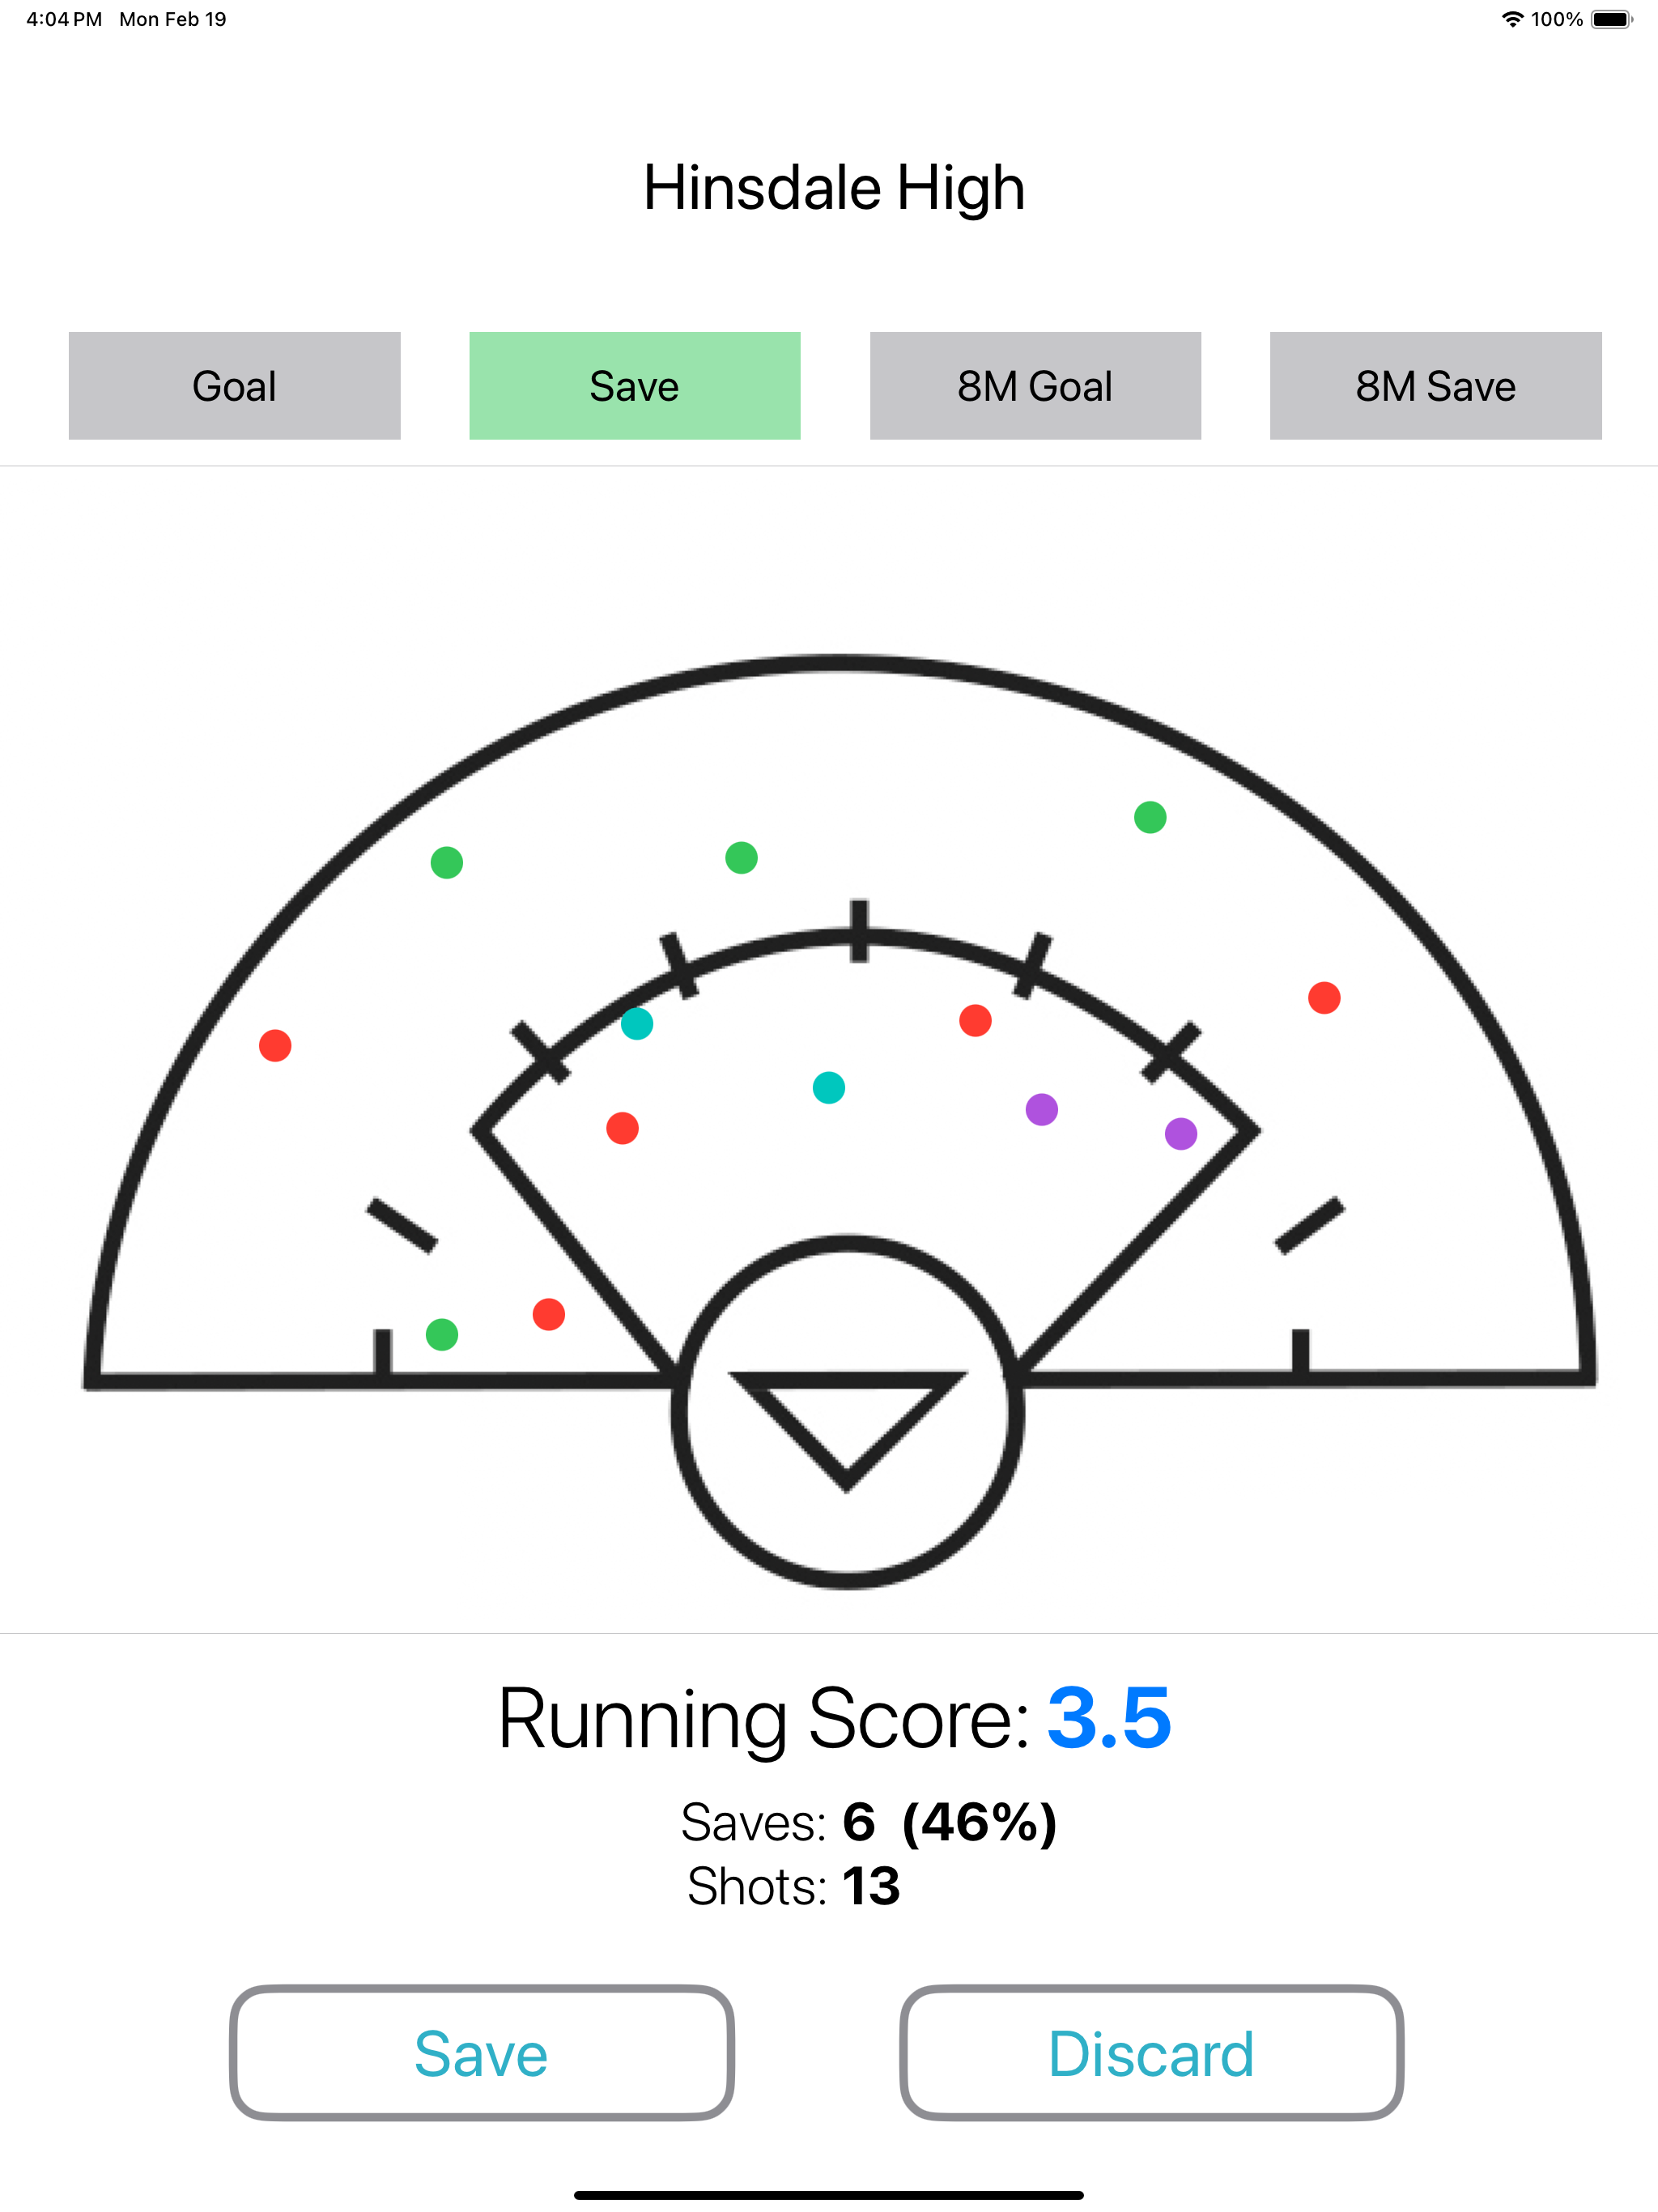 4:04 PM Mon Feb 19 100%
Hinsdale High
Goal Save 8M Goal 8M Save
Running Score: 3.5
Saves: 6 (46%)
Shots: 13
Save Discard